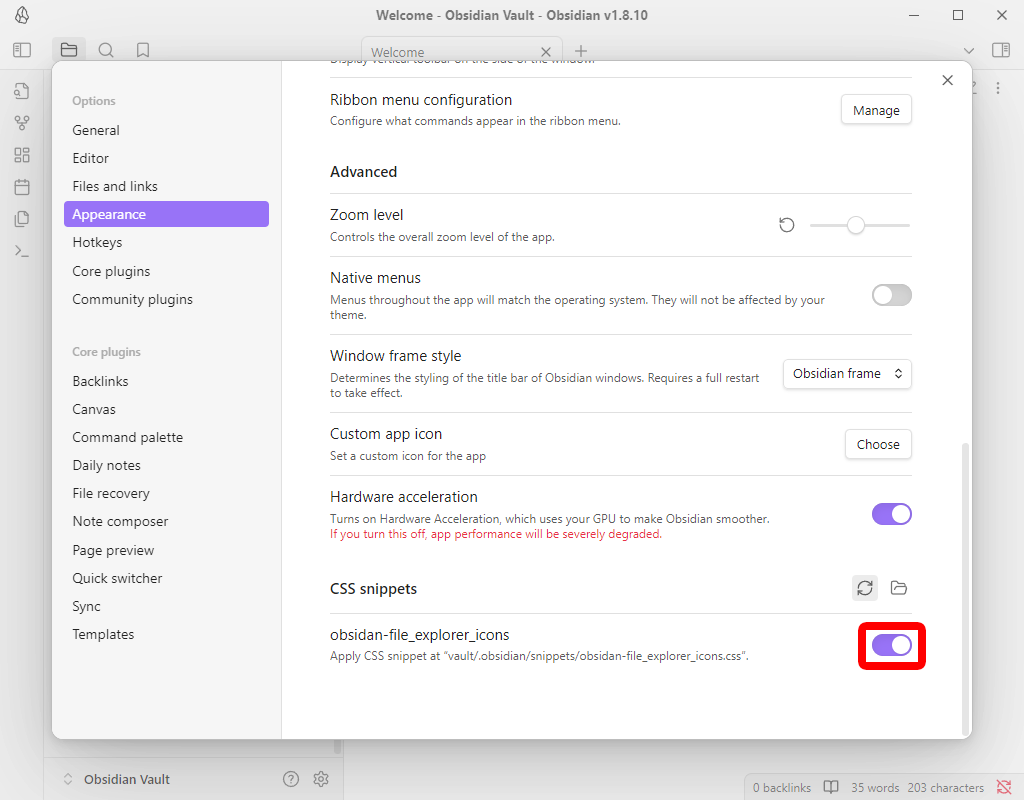 Welcome - Obsidian Vault - Obsidian v1.8.10
Welcome
Display vertical toolbar on the side of the window.
Options
General
Editor
Files and links
Appearance
Hotkeys
Core plugins
Community plugins
Core plugins
Backlinks
Canvas
Command palette
Daily notes
File recovery
Note composer
Page preview
Quick switcher
Sync
Templates
Ribbon menu configuration
Configure what commands appear in the ribbon menu.
Manage
Advanced
Zoom level
Controls the overall zoom level of the app.
Native menus
Menus throughout the app will match the operating system. They will not be affected by your
theme.
Window frame style
Determines the styling of the title bar of Obsidian windows. Requires a full restart
to take effect.
Obsidian frame
Custom app icon
Set a custom icon for the app
Choose
Hardware acceleration
Turns on Hardware Acceleration, which uses your GPU to make Obsidian smoother.
If you turn this off, app performance will be severely degraded.
CSS snippets
obsidan-file_explorer_icons
Apply CSS snippet at “vault/.obsidian/snippets/obsidan-file_explorer_icons.css”.
Obsidian Vault
0 backlinks
35 words
203 characters